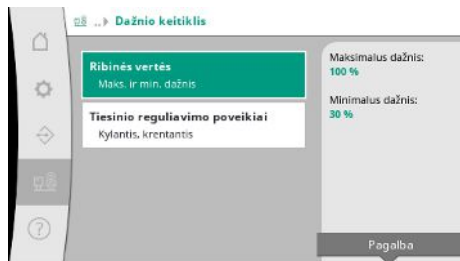 ..› Dažnio keitiklis
Ribinės vertės
Maks. ir min. dažnis
Tiesinio reguliavimo poveikiai
Kylantis, krentantis
Maksimalus dažnis:
100 %
Minimalus dažnis:
30 %
Pagalba